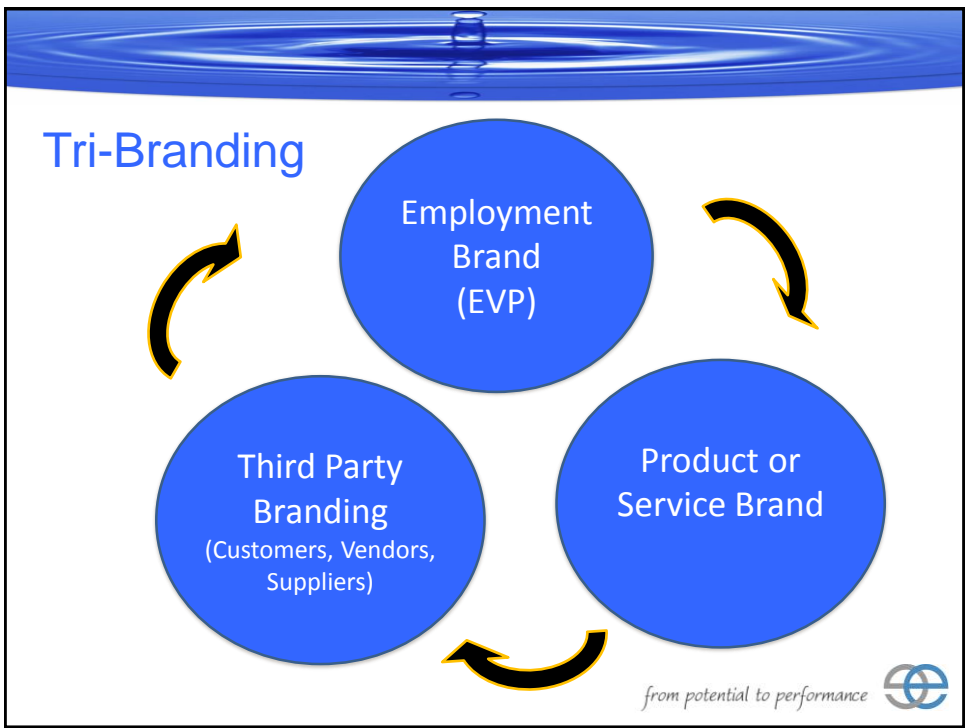 Tri-Branding
Employment
Brand
(EVP)
Third Party
Branding
(Customers, Vendors,
Suppliers)
Product or
Service Brand
from potential to performance